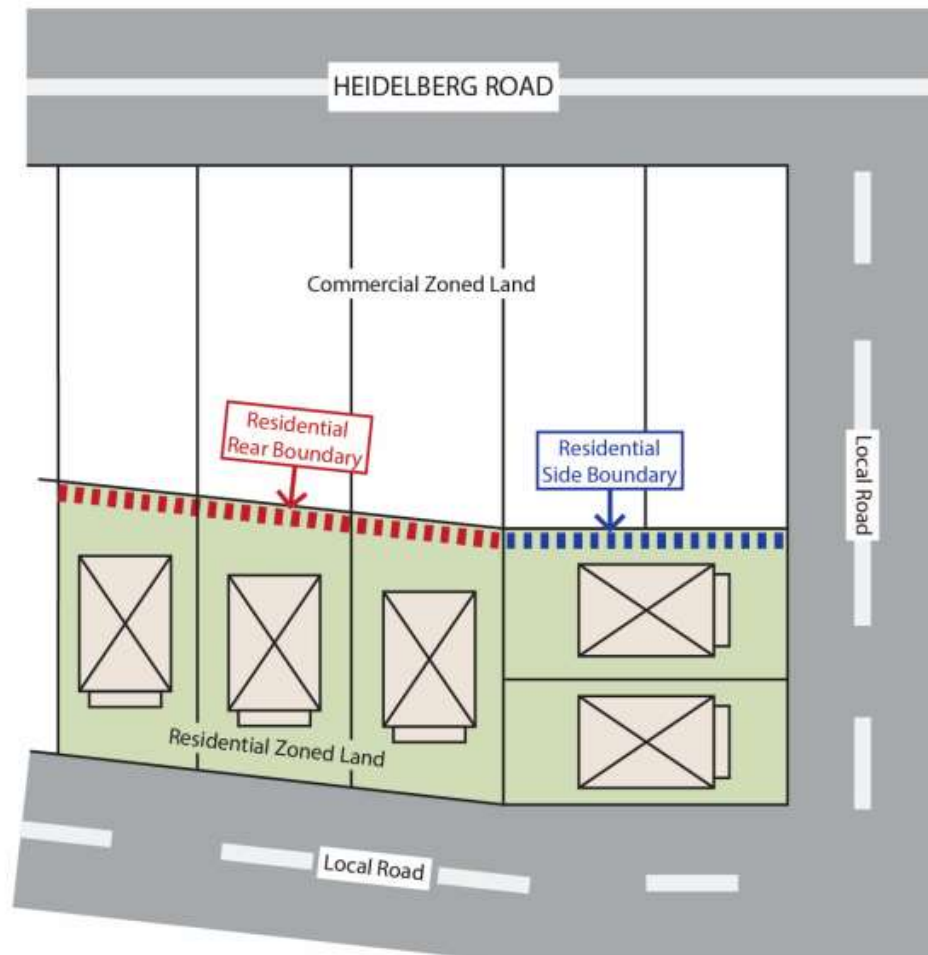 HEIDELBERG ROAD
Commercial Zoned Land
Residential
Rear Boundary
Residential
Side Boundary
Local Road
Residential Zoned Land
Local Road